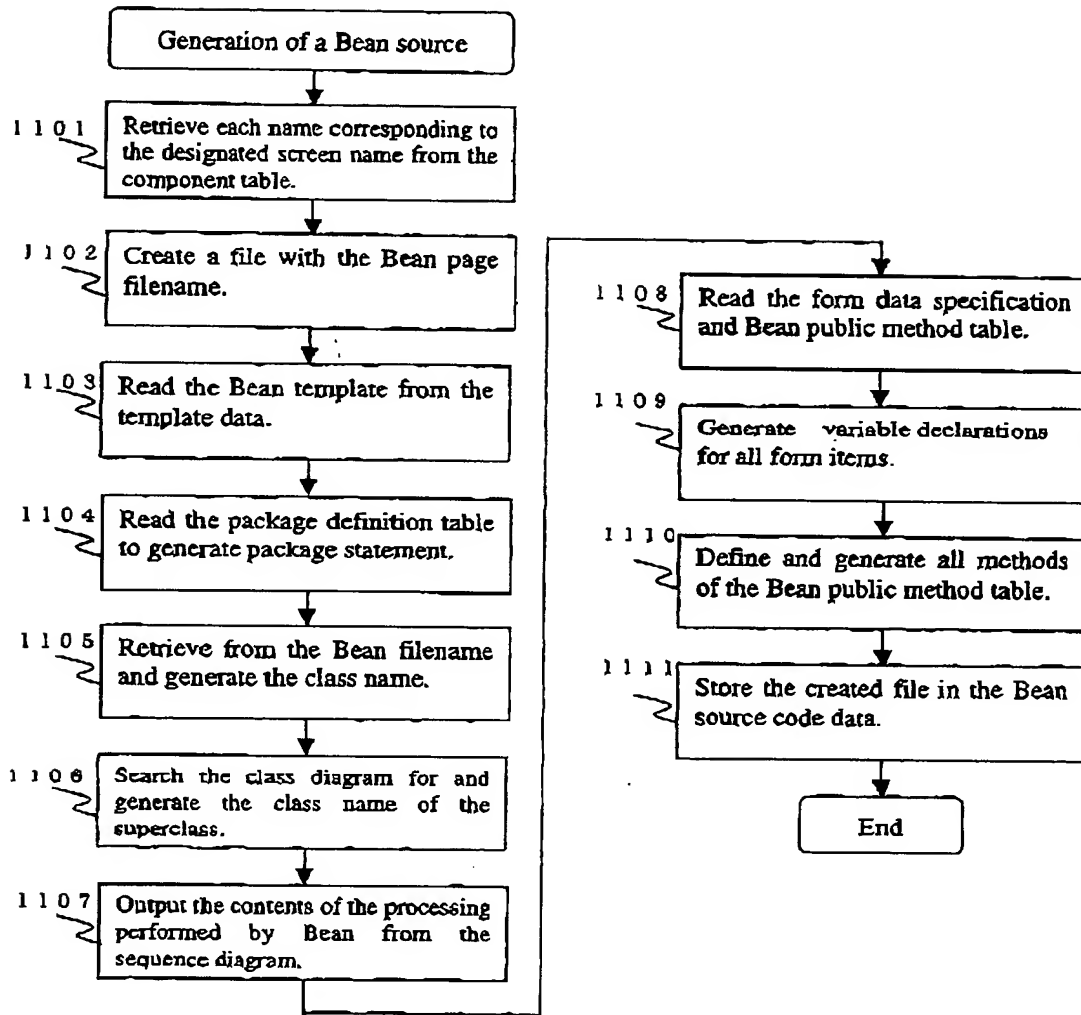 Generation of a Bean source
1101
Retrieve each name corresponding to
the designated screen name from the
component table.
1102
Create a file with the Bean page
filename.
1103
Read the Bean template from the
template data.
1104
Read the package definition table
to generate package statement.
1105
Retrieve from the Bean filename
and generate the class name.
1106
Search the class diagram for and
generate the class name of the
superclass.
1107
Output the contents of the processing
performed by Bean from the
sequence diagram.
1108
Read the form data specification
and Bean public method table.
1109
Generate variable declarations
for all form items.
1110
Define and generate all methods
of the Bean public method table.
1111
Store the created file in the Bean
source code data.
End